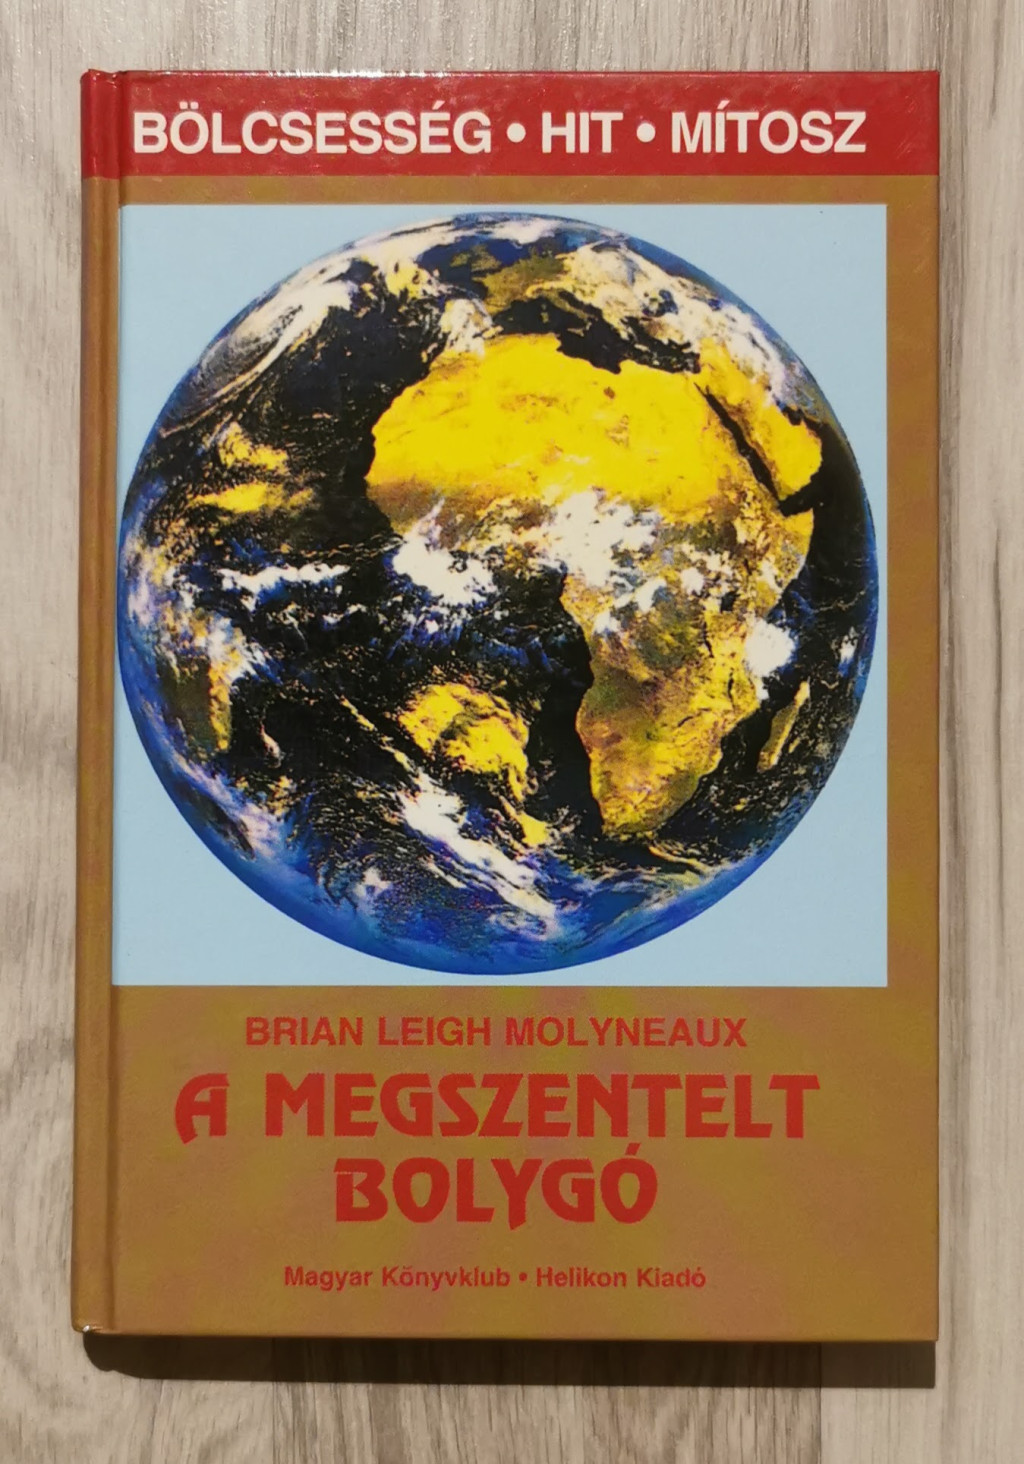 BÖLCSESSÉG • HIT • MÍTOSZ
BRIAN LEIGH MOLYNEAUX
A MEGSZENTELT
BOLYGÓ
Magyar Könyvklub • Helikon Kiadó